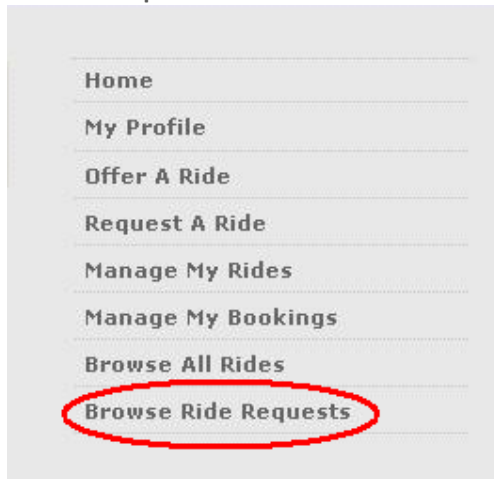 Home
My Profile
Offer A Ride
Request A Ride
Manage My Rides
Manage My Bookings
Browse All Rides
Browse Ride Requests